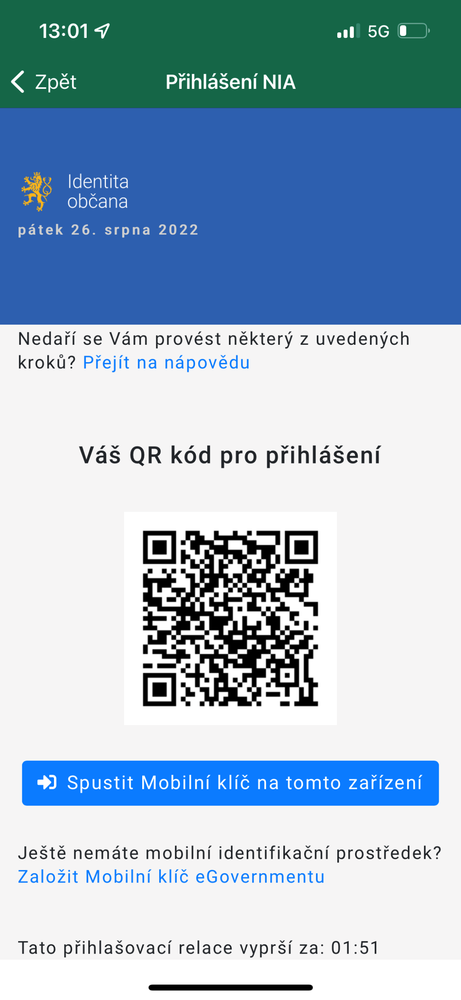 13:01
5G
Zpět
Přihlášení NIA
Identita
občana
pátek 26. srpna 2022
Nedaří se Vám provést některý z uvedených
kroků? Přejít na nápovědu
Váš QR kód pro přihlášení
Spustit Mobilní klíč na tomto zařízení
Ještě nemáte mobilní identifikační prostředek?
Založit Mobilní klíč eGovernmentu
Tato přihlašovací relace vyprší za: 01:51